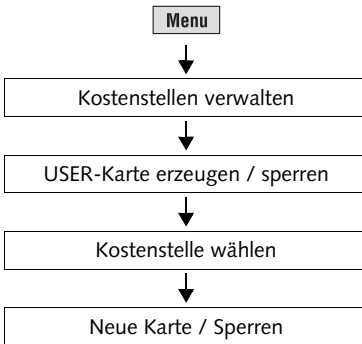 Menu
Kostenstellen verwalten
USER-Karte erzeugen / sperren
Kostenstelle wählen
Neue Karte / Sperren